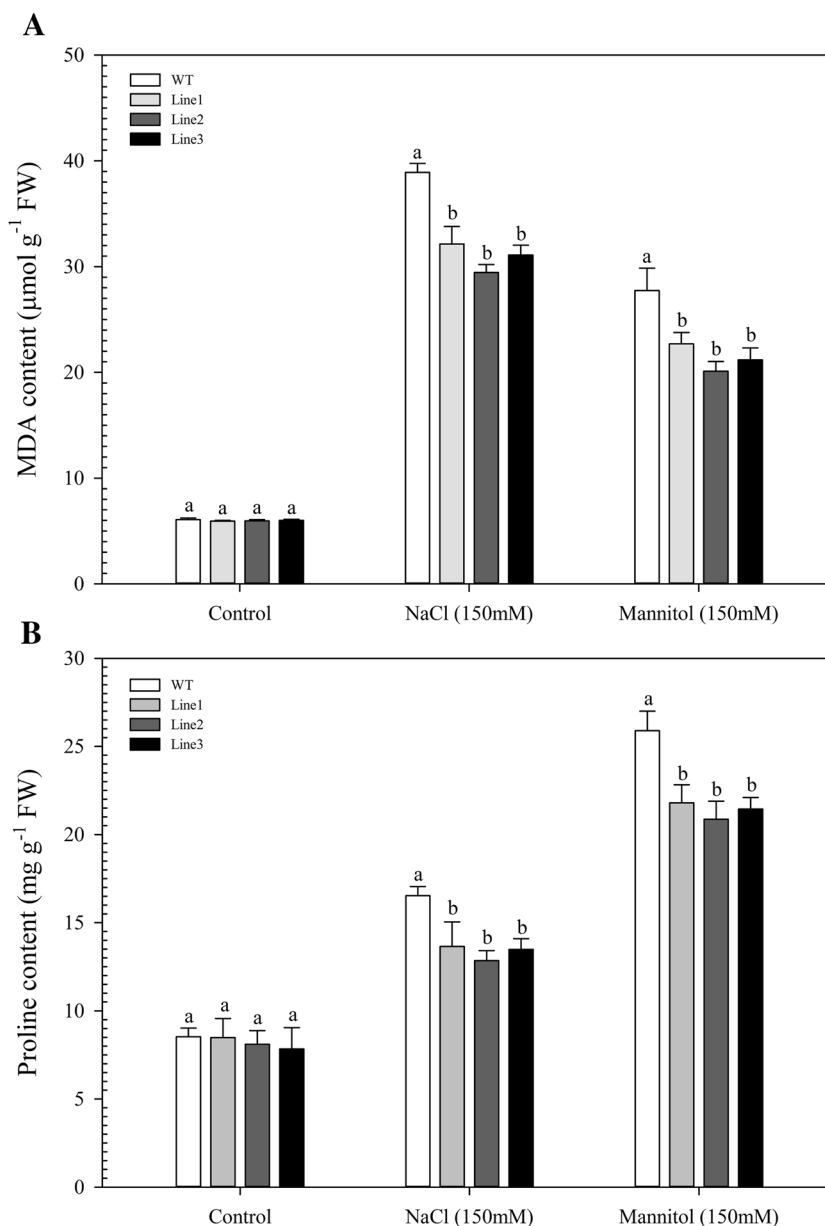 A
MDA content (µmol g-1 FW)
50
40
30
20
10
0
WT
Line1
Line2
Line3
a a a a
a b b b
a b b b
Control NaCl (150mM) Mannitol (150mM)
B
Proline content (mg g-1 FW)
30
25
20
15
10
5
0
WT
Line1
Line2
Line3
a a a a
a b b b
a b b b
Control NaCl (150mM) Mannitol (150mM)